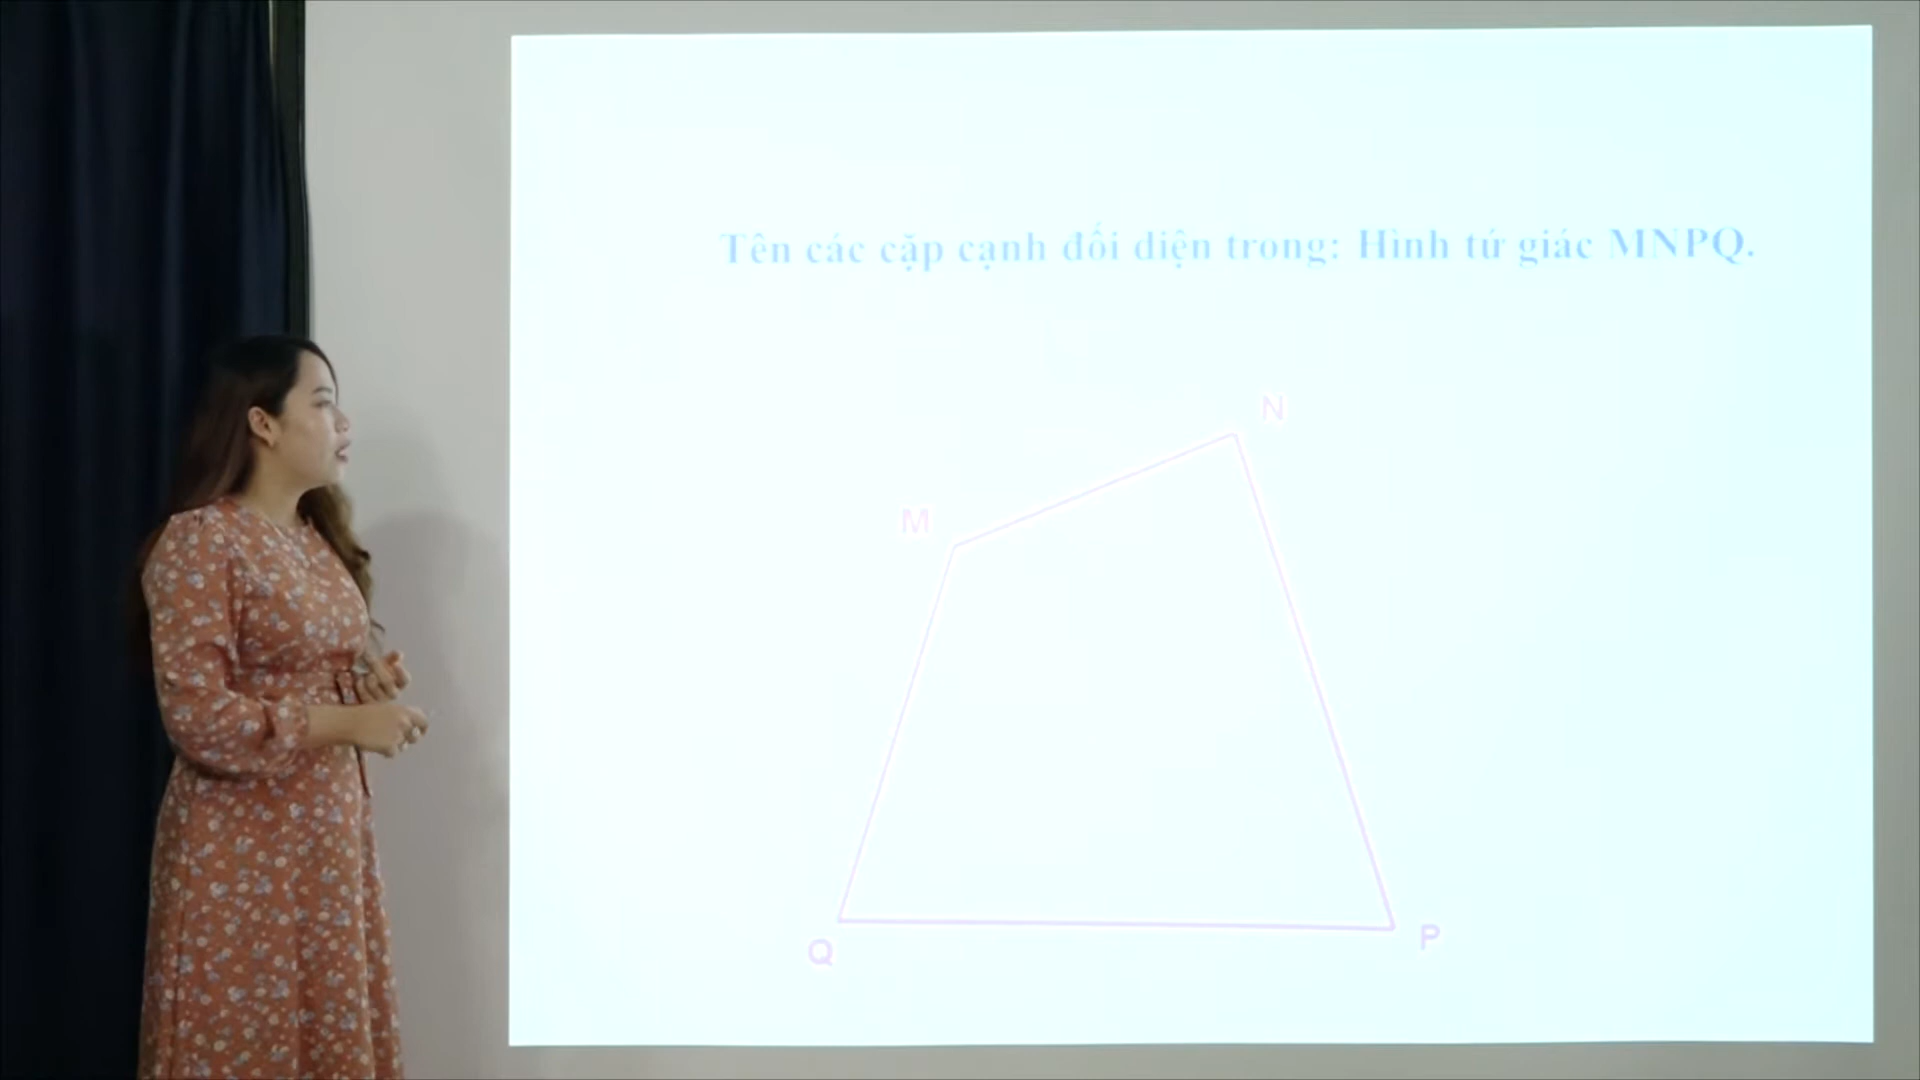 Tên các cặp cạnh đối diện trong: Hình tứ giác MNPQ.
N
M
Q
P